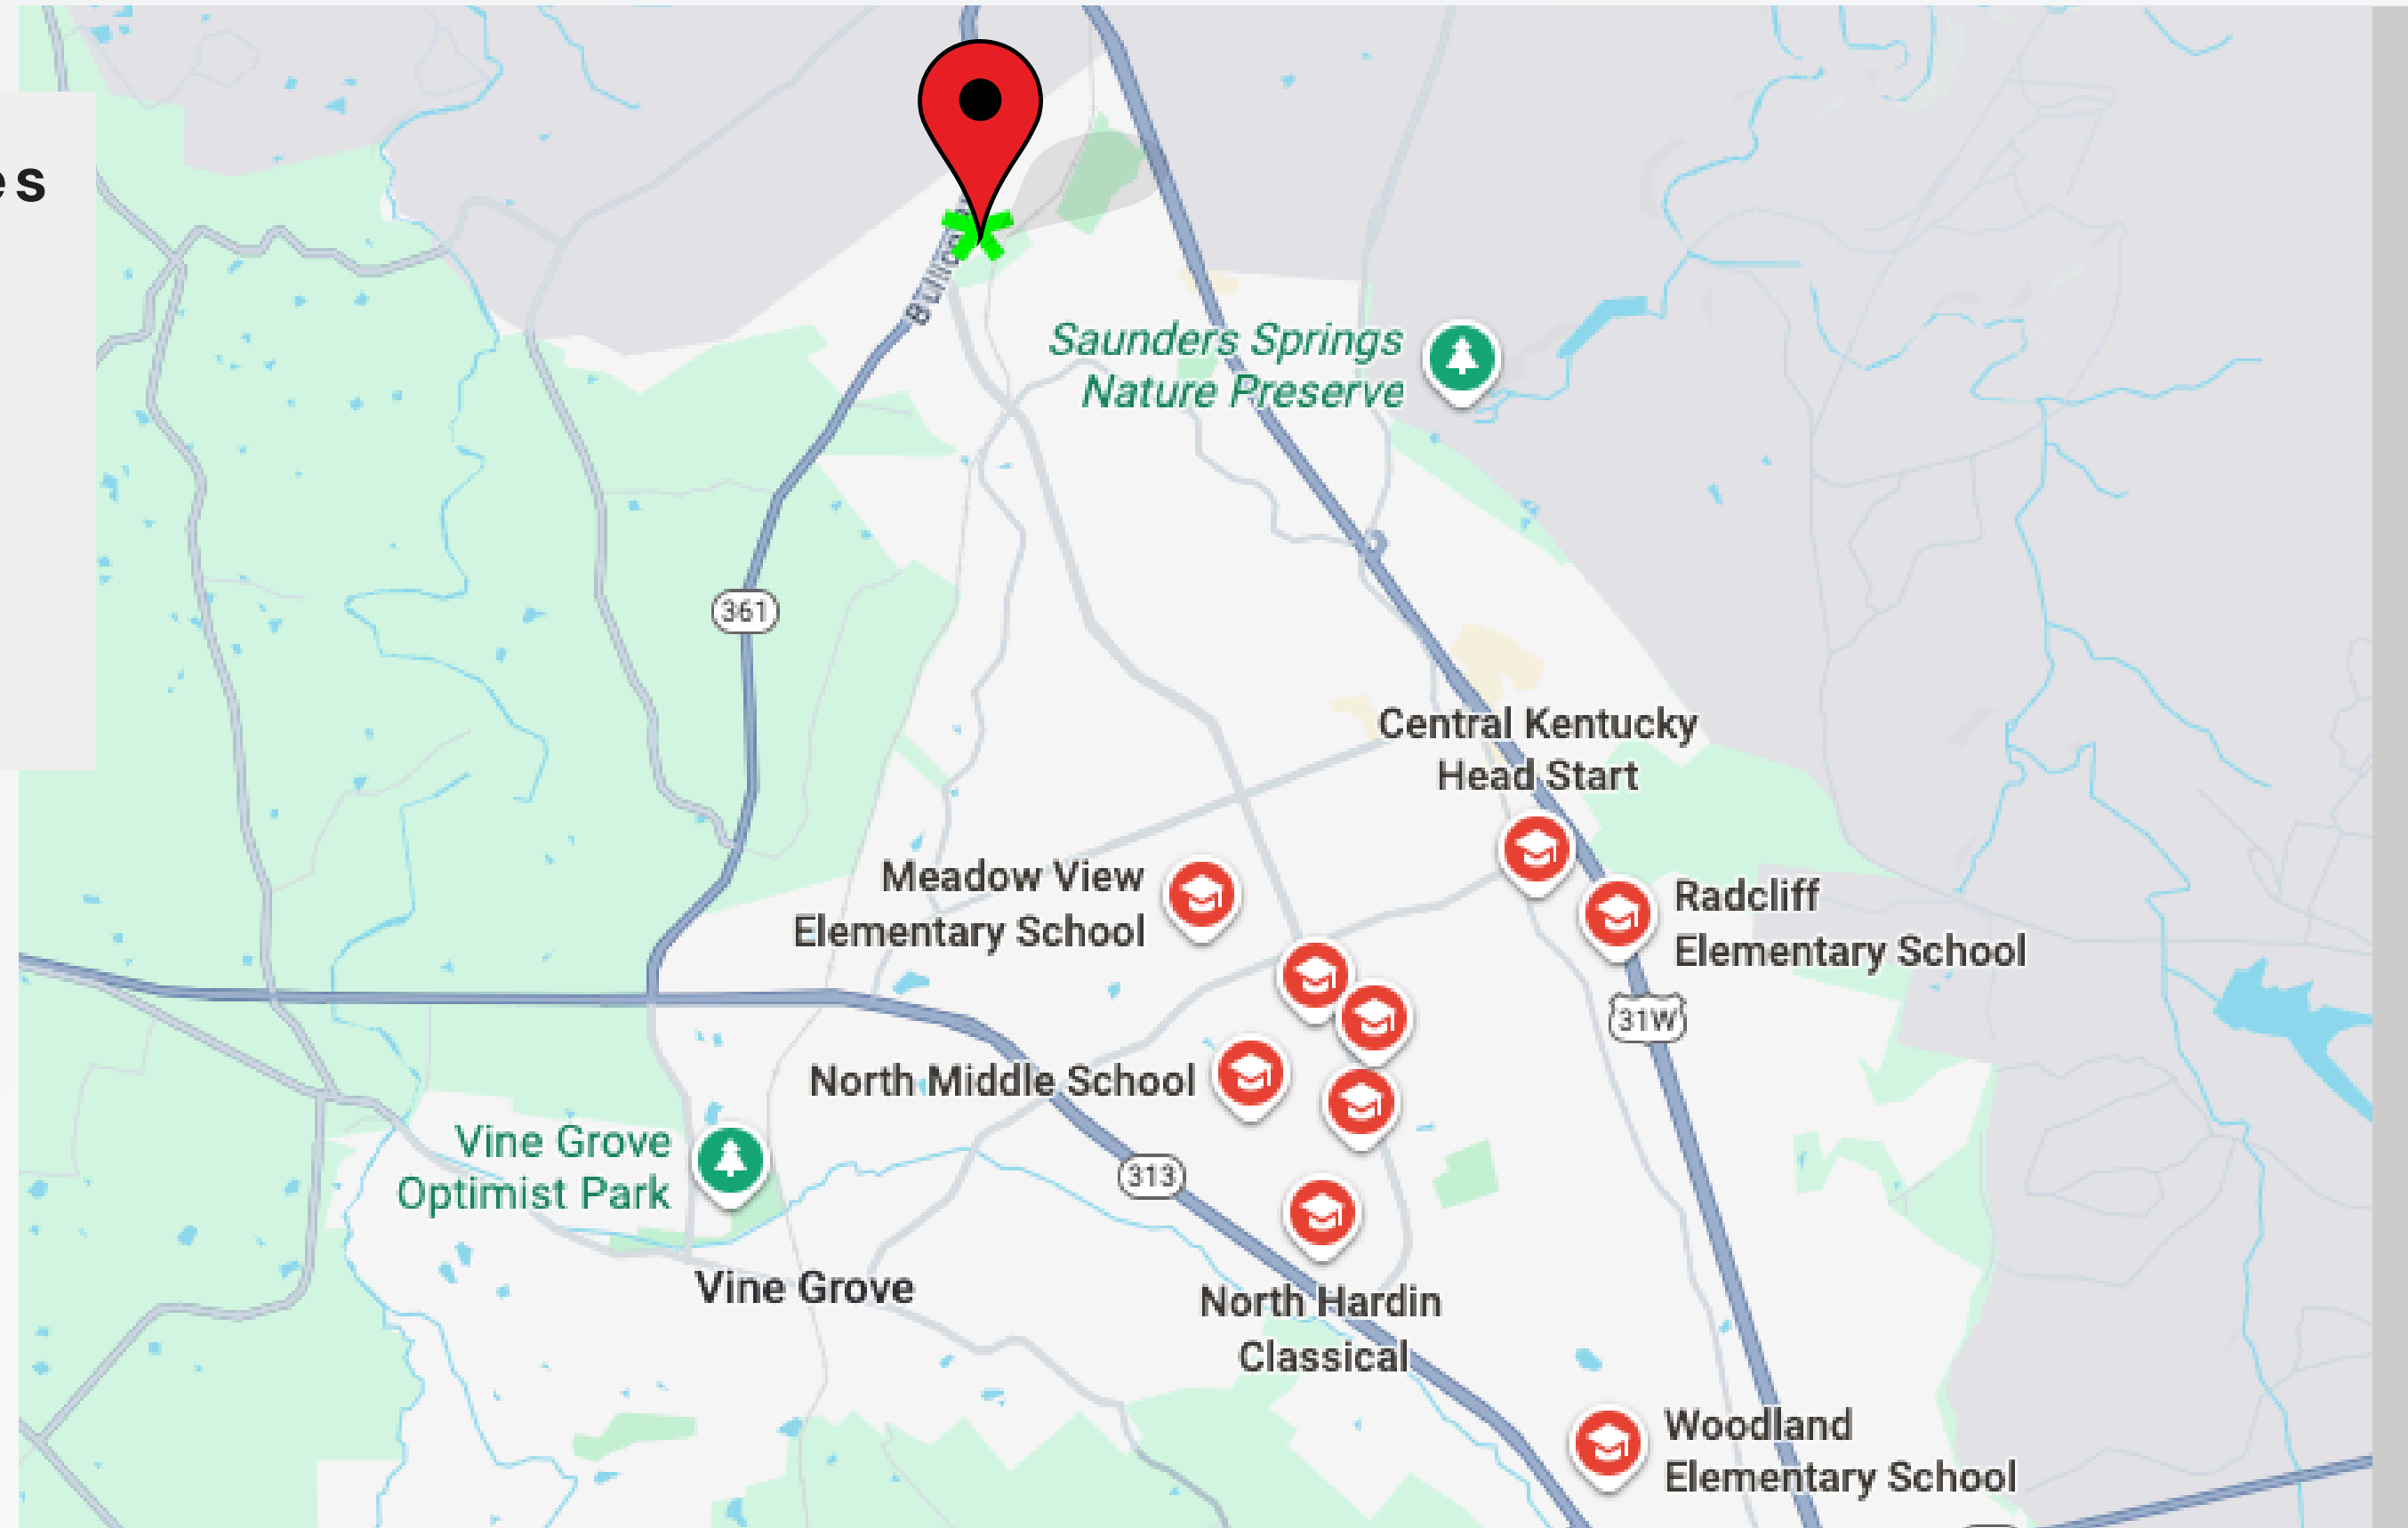 es
Saunders Springs
Nature Preserve
361
Central Kentucky
Head Start
Meadow View
Elementary School
Radcliff
Elementary School
31W
North Middle School
Vine Grove
Optimist Park
313
Vine Grove
North Hardin
Classical
Woodland
Elementary School